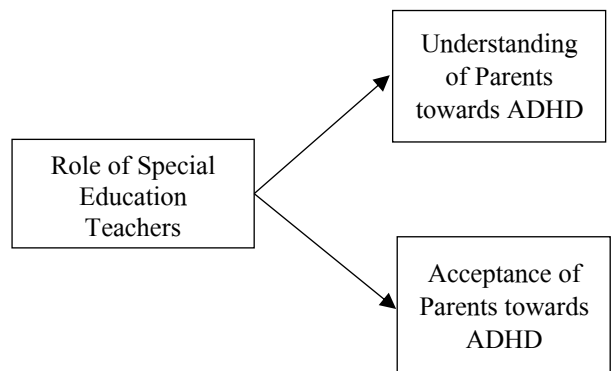 Understanding
of Parents
towards ADHD
Role of Special
Education
Teachers
Acceptance of
Parents towards
ADHD